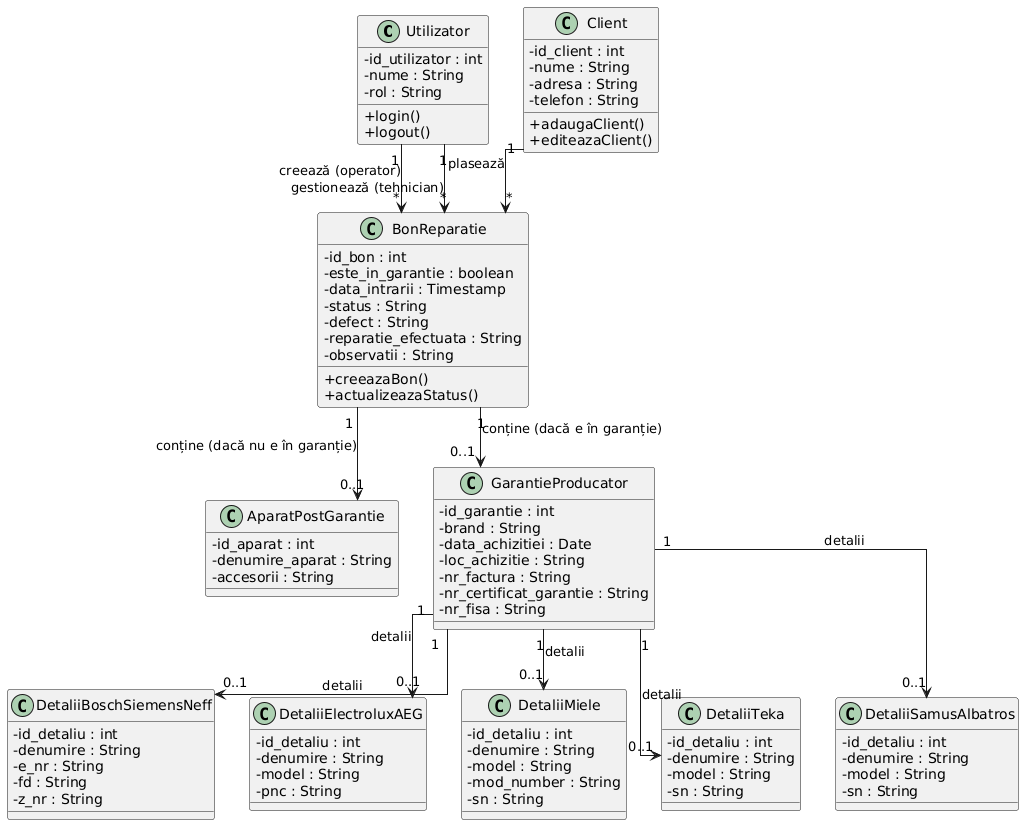 C Utilizator
-id_utilizator : int
-nume : String
-rol : String
+login()
+logout()
C Client
-id_client : int
-nume : String
-adresa : String
-telefon : String
+adaugaClient()
+editeazaClient()
1
creează (operator)
*
1
gestionează (tehnician)
*
1
plasează
*
C BonReparatie
-id_bon : int
-este_in_garantie : boolean
-data_intrarii : Timestamp
-status : String
-defect : String
-reparatie_efectuata : String
-observatii : String
+creeazaBon()
+actualizeazaStatus()
1
conține (dacă nu e în garanție)
0..1
1
conține (dacă e în garanție)
0..1
C AparatPostGarantie
-id_aparat : int
-denumire_aparat : String
-accesorii : String
C GarantieProducator
-id_garantie : int
-brand : String
-data_achizitiei : Date
-loc_achizitie : String
-nr_factura : String
-nr_certificat_garantie : String
-nr_fisa : String
1
detalii
0..1
1
detalii
0..1
1
detalii
0..1
1
detalii
0..1
1
detalii
0..1
C DetaliiBoschSiemensNeff
-id_detaliu : int
-denumire : String
-e_nr : String
-fd : String
-z_nr : String
C DetaliiElectroluxAEG
-id_detaliu : int
-denumire : String
-model : String
-pnc : String
C DetaliiMiele
-id_detaliu : int
-denumire : String
-model : String
-mod_number : String
-sn : String
C DetaliiTeka
-id_detaliu : int
-denumire : String
-model : String
-sn : String
C DetaliiSamusAlbatros
-id_detaliu : int
-denumire : String
-model : String
-sn : String